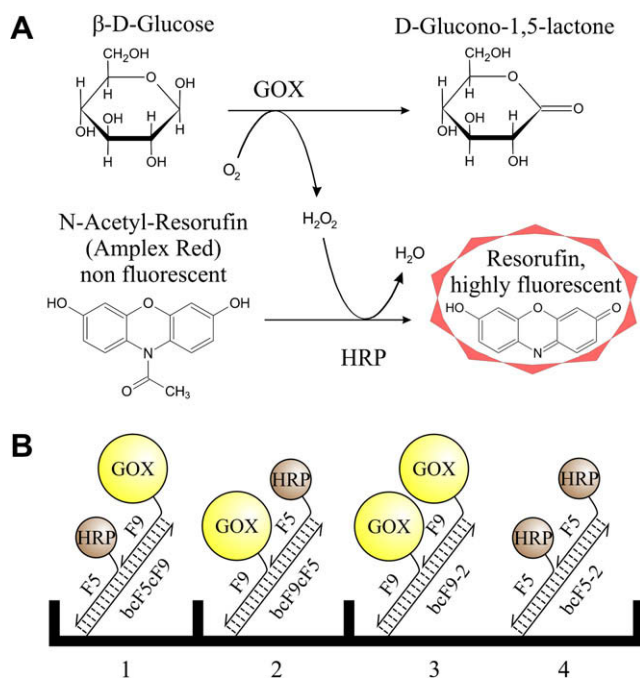 A
β-D-Glucose
D-Glucono-1,5-lactone
CH₂OH
H
O
OH
H
OH
H
OH
H
H
OH
GOX
O₂
CH₂OH
H
O
O
OH
H
OH
H
H
OH
H₂O₂
N-Acetyl-Resorufin
(Amplex Red)
non fluorescent
HO
O
OH
N
O
CH₃
H₂O
HRP
Resorufin,
highly fluorescent
HO
O
O
N
B
GOX
HRP
F9
F5
bcF5cF9
HRP
GOX
F5
F9
bcF9cF5
GOX
GOX
F9
F9
bcF9-2
HRP
HRP
F5
F5
bcF5-2
1 2 3 4